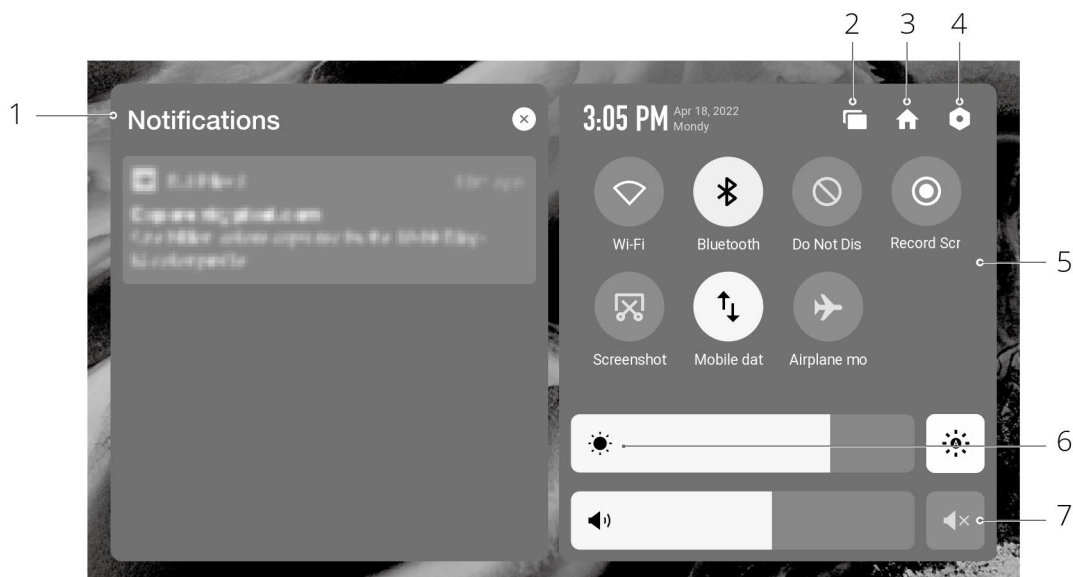 2 3 4
1
Notifications
3:05 PM Apr 18, 2022
Mondy
Wi-Fi Bluetooth Do Not Dis Record Scr
5
Screenshot Mobile dat Airplane mo
6
7